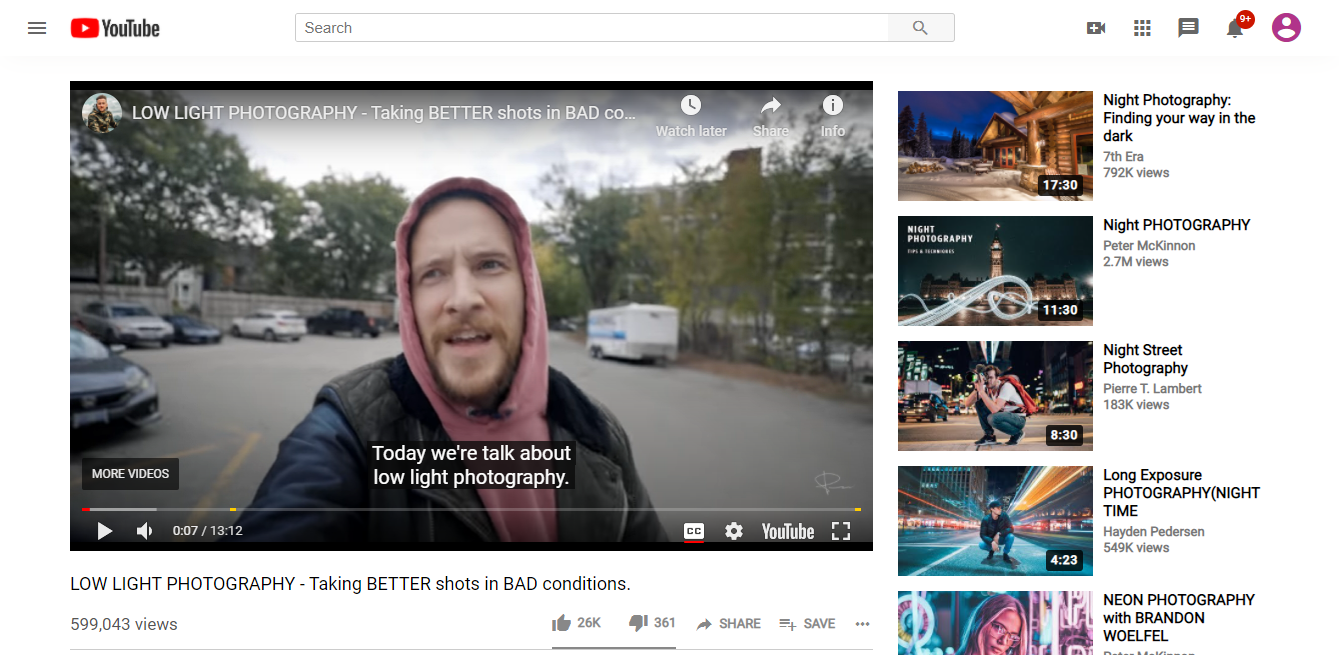 YouTube
Search
9+
LOW LIGHT PHOTOGRAPHY - Taking BETTER shots in BAD co...
Watch later
Share
Info
Today we're talk about
low light photography.
MORE VIDEOS
0:07 / 13:12
CC
YouTube
LOW LIGHT PHOTOGRAPHY - Taking BETTER shots in BAD conditions.
599,043 views
26K
361
SHARE
SAVE
NIGHT
PHOTOGRAPHY
TIPS & TECHNIQUES
17:30
Night Photography:
Finding your way in the
dark
7th Era
792K views
11:30
Night PHOTOGRAPHY
Peter McKinnon
2.7M views
8:30
Night Street
Photography
Pierre T. Lambert
183K views
4:23
Long Exposure
PHOTOGRAPHY(NIGHT
TIME
Hayden Pedersen
549K views
NEON PHOTOGRAPHY
with BRANDON
WOELFEL
Peter McKinnon